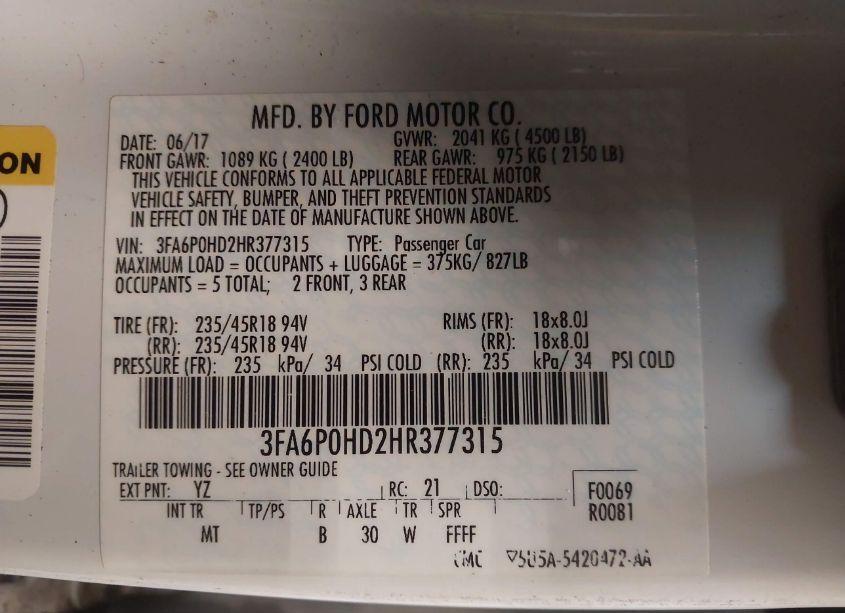 ON
MFD. BY FORD MOTOR CO.
DATE: 06/17 GVWR: 2041 KG ( 4500 LB)
FRONT GAWR: 1089 KG ( 2400 LB) REAR GAWR: 975 KG ( 2150 LB)
THIS VEHICLE CONFORMS TO ALL APPLICABLE FEDERAL MOTOR
VEHICLE SAFETY, BUMPER, AND THEFT PREVENTION STANDARDS
IN EFFECT ON THE DATE OF MANUFACTURE SHOWN ABOVE.
VIN: 3FA6P0HD2HR377315 TYPE: Passenger Car
MAXIMUM LOAD = OCCUPANTS + LUGGAGE = 375KG/ 827LB
OCCUPANTS = 5 TOTAL; 2 FRONT, 3 REAR
TIRE (FR): 235/45R18 94V RIMS (FR): 18x8.0J
(RR): 235/45R18 94V (RR): 18x8.0J
PRESSURE (FR): 235 kPa/ 34 PSI COLD (RR): 235 kPa/ 34 PSI COLD
3FA6P0HD2HR377315
TRAILER TOWING - SEE OWNER GUIDE
EXT PNT: YZ RC: 21 DSO: F0069
INT TR TP/PS R AXLE TR SPR R0081
MT B 30 W FFFF
5U5A-5420472-AA